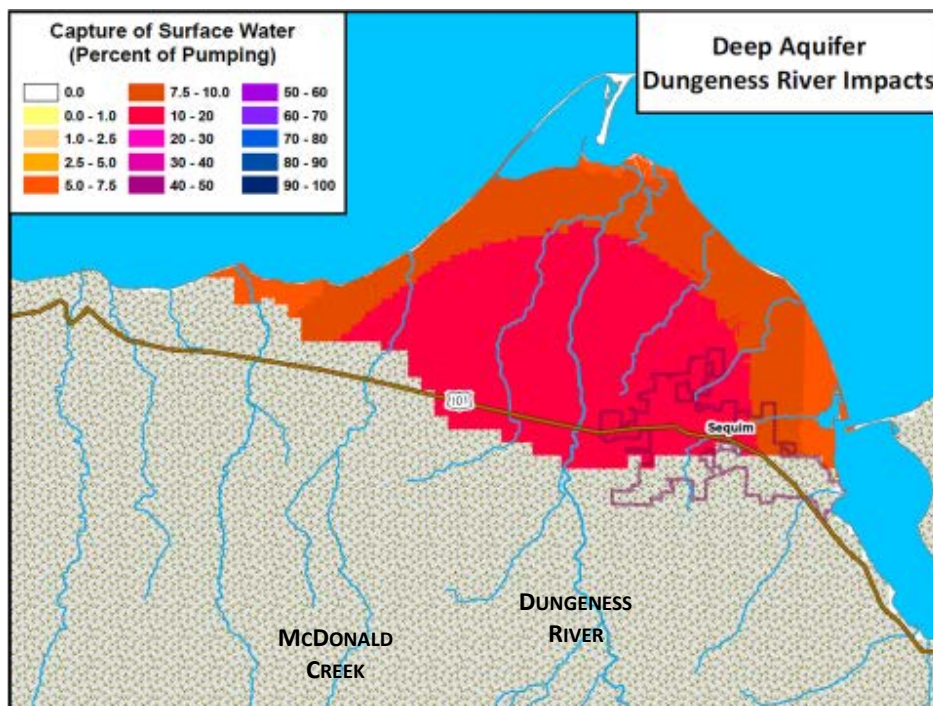 Capture of Surface Water
(Percent of Pumping)
0.0
0.0 - 1.0
1.0 - 2.5
2.5 - 5.0
5.0 - 7.5
7.5 - 10.0
10 - 20
20 - 30
30 - 40
40 - 50
50 - 60
60 - 70
70 - 80
80 - 90
90 - 100
Deep Aquifer
Dungeness River Impacts
101
Sequim
MCDONALD
CREEK
DUNGENESS
RIVER